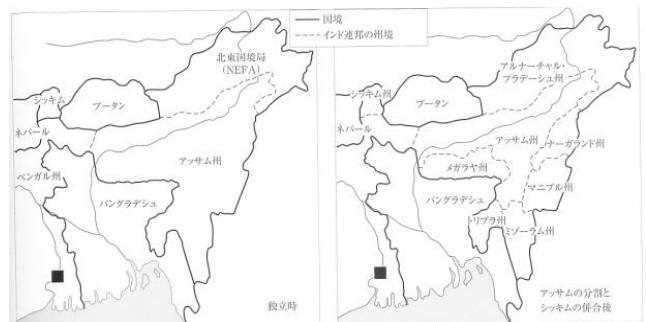 国境
インド連邦の州境
北東国境局
(NEFA)
シッキム
ブータン
ネパール
アッサム州
ベンガル州
バングラデシュ
独立時
アルナーチャル・
プラデーシュ州
シッキム州
ブータン
ネパール
アッサム州
ナーガランド州
メガラヤ州
マニプル州
バングラデシュ
トリプラ州
ミゾーラム州
アッサムの分割と
シッキムの併合後